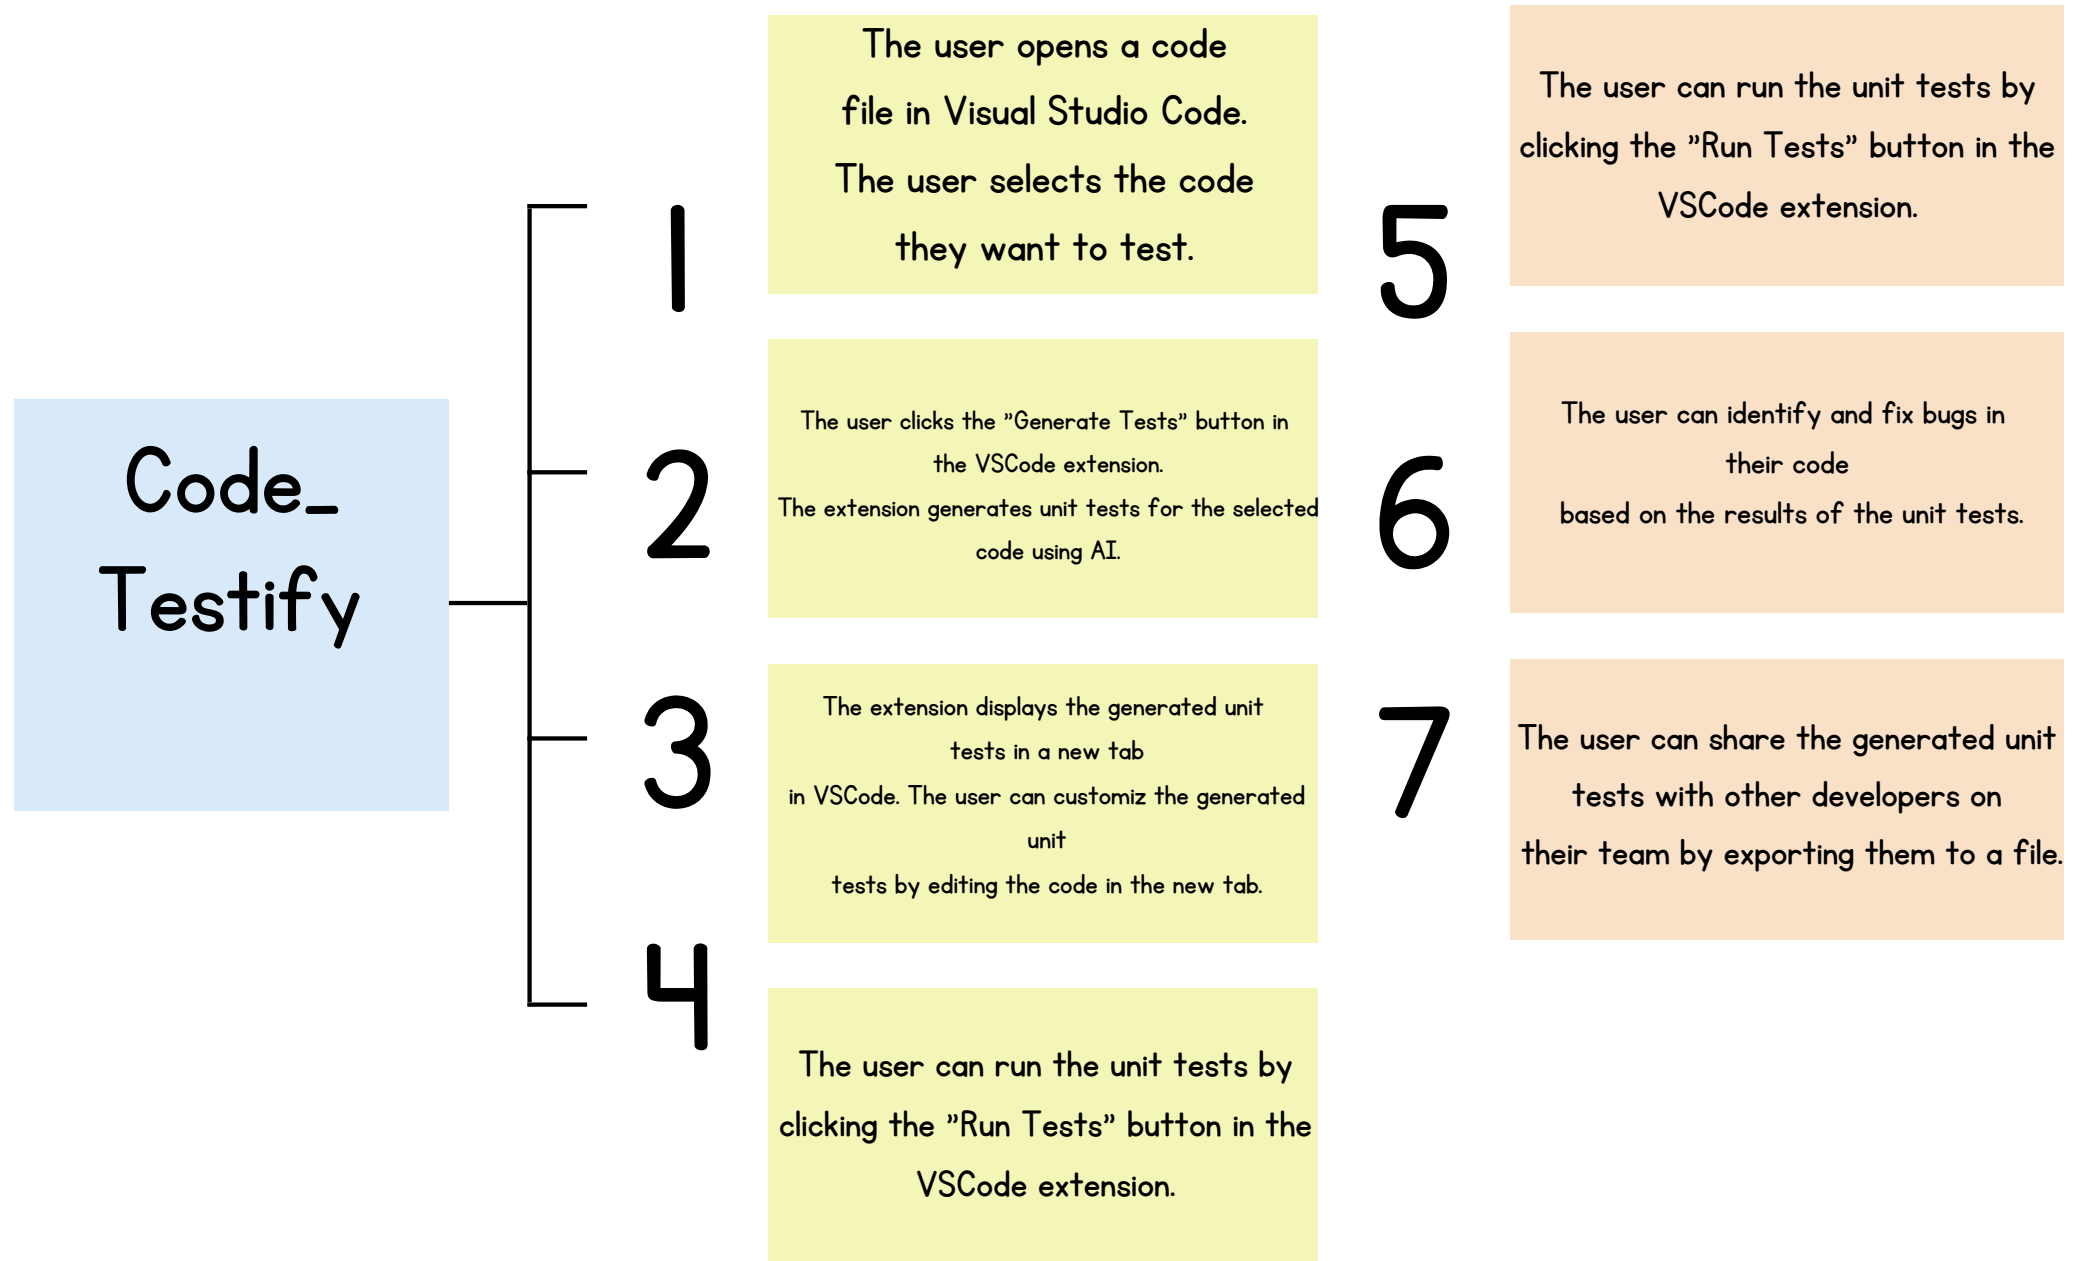 Code_
Testify
1
The user opens a code
file in Visual Studio Code.
The user selects the code
they want to test.
2
The user clicks the ”Generate Tests” button in
the VSCode extension.
The extension generates unit tests for the selected
code using AI.
3
The extension displays the generated unit
tests in a new tab
in VSCode. The user can customiz the generated
unit
tests by editing the code in the new tab.
4
The user can run the unit tests by
clicking the ”Run Tests” button in the
VSCode extension.
5
The user can run the unit tests by
clicking the ”Run Tests” button in the
VSCode extension.
6
The user can identify and fix bugs in
their code
based on the results of the unit tests.
7
The user can share the generated unit
tests with other developers on
their team by exporting them to a file.